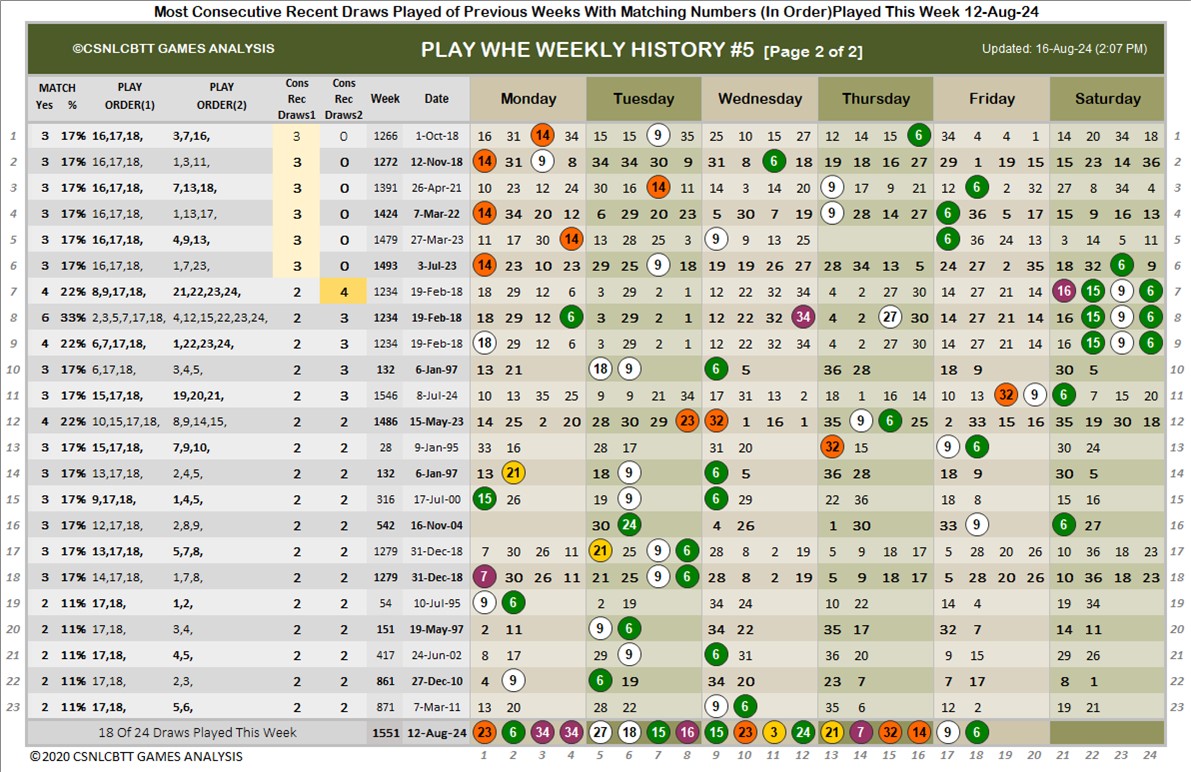 Most Consecutive Recent Draws Played of Previous Weeks With Matching Numbers (In Order)Played This Week 12-Aug-24
©CSNLCBTT GAMES ANALYSIS PLAY WHE WEEKLY HISTORY #5 [Page 2 of 2] Updated: 16-Aug-24 (2:07 PM)
MATCH PLAY PLAY Cons Cons
Yes % ORDER(1) ORDER(2) Rec Rec Week Date Monday Tuesday Wednesday Thursday Friday Saturday
Draws1 Draws2
1 3 17% 16,17,18, 3,7,16, 3 0 1266 1-Oct-18 16 31 14 34 15 15 9 35 25 10 15 27 12 14 15 6 34 4 4 1 14 20 34 18 1
2 3 17% 16,17,18, 1,3,11, 3 0 1272 12-Nov-18 14 31 9 8 34 34 30 9 31 8 6 18 19 18 16 27 29 1 19 15 15 23 14 36 2
3 3 17% 16,17,18, 7,13,18, 3 0 1391 26-Apr-21 10 23 12 24 30 16 14 11 14 3 14 20 9 17 9 21 12 6 2 32 27 2 34 4 3
4 3 17% 16,17,18, 1,13,17, 3 0 1424 7-Mar-22 14 34 20 12 6 29 20 23 5 30 7 19 9 28 14 27 6 36 5 17 15 9 16 13 4
5 3 17% 16,17,18, 4,9,13, 3 0 1479 27-Mar-23 11 17 30 14 13 28 25 3 9 9 13 25 6 36 24 13 3 14 5 11 5
6 3 17% 16,17,18, 1,7,23, 3 0 1493 3-Jul-23 14 23 10 23 29 25 9 18 19 19 26 27 28 34 13 5 24 27 2 35 18 32 6 9 6
7 4 22% 8,9,17,18, 21,22,23,24, 2 4 1234 19-Feb-18 18 29 12 6 3 29 2 1 12 22 32 34 4 2 27 30 14 27 21 14 16 15 9 6 7
8 6 33% 2,3,5,7,17,18, 4,12,15,22,23,24, 2 3 1234 19-Feb-18 18 29 12 6 3 29 2 1 12 22 32 34 4 2 27 30 14 27 21 14 16 15 9 6 8
9 4 22% 6,7,17,18, 1,22,23,24, 2 3 1234 19-Feb-18 18 29 12 6 3 29 2 1 12 22 32 34 4 2 27 30 14 27 21 14 16 15 9 6 9
10 3 17% 6,17,18, 3,4,5, 2 3 132 6-Jan-97 13 21 18 9 6 5 36 28 18 9 30 5 10
11 3 17% 15,17,18, 19,20,21, 2 3 1546 8-Jul-24 10 13 35 25 9 9 21 34 17 31 13 2 18 1 16 14 10 13 32 9 6 7 15 20 11
12 4 22% 10,15,17,18, 8,9,14,15, 2 2 1486 15-May-23 14 25 2 20 28 30 29 23 32 1 16 1 35 9 6 25 2 33 15 16 35 19 30 18 12
13 3 17% 15,17,18, 7,9,10, 2 2 28 9-Jan-95 33 16 28 17 31 20 32 15 9 6 30 24 13
14 3 17% 13,17,18, 2,4,5, 2 2 132 6-Jan-97 13 21 18 9 6 5 36 28 18 9 30 5 14
15 3 17% 9,17,18, 1,4,5, 2 2 316 17-Jul-00 15 26 19 9 6 29 22 36 18 8 15 16 15
16 3 17% 12,17,18, 2,8,9, 2 2 542 16-Nov-04 30 24 4 26 1 30 33 9 6 27 16
17 3 17% 13,17,18, 5,7,8, 2 2 1279 31-Dec-18 7 30 26 11 21 25 9 6 28 8 2 19 5 9 18 17 5 28 20 26 10 36 18 23 17
18 3 17% 14,17,18, 1,7,8, 2 2 1279 31-Dec-18 7 30 26 11 21 25 9 6 28 8 2 19 5 9 18 17 5 28 20 26 10 36 18 23 18
19 2 11% 17,18, 1,2, 2 2 54 10-Jul-95 9 6 2 19 34 24 10 22 14 4 19 34 19
20 2 11% 17,18, 3,4, 2 2 151 19-May-97 2 11 9 6 34 22 35 17 32 7 14 11 20
21 2 11% 17,18, 4,5, 2 2 417 24-Jun-02 8 17 29 9 6 31 36 20 9 15 29 26 21
22 2 11% 17,18, 2,3, 2 2 861 27-Dec-10 4 9 6 19 34 20 23 7 7 17 8 1 22
23 2 11% 17,18, 5,6, 2 2 871 7-Mar-11 13 20 28 22 9 6 35 6 12 2 19 21 23
18 Of 24 Draws Played This Week 1551 12-Aug-24 23 6 34 34 27 18 15 16 15 23 3 24 21 7 32 14 9 6
©2020 CSNLCBTT GAMES ANALYSIS 1 2 3 4 5 6 7 8 9 10 11 12 13 14 15 16 17 18 19 20 21 22 23 24